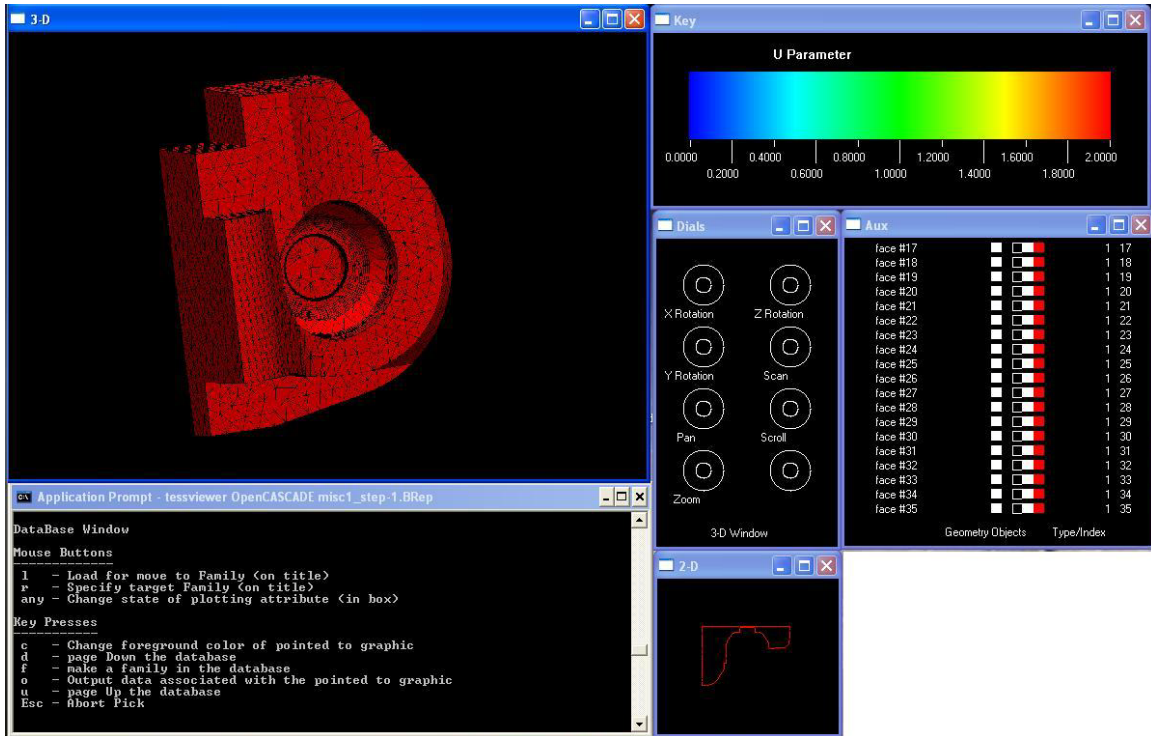 3-D
Key
U Parameter
0.0000 0.4000 0.8000 1.2000 1.6000 2.0000
0.2000 0.6000 1.0000 1.4000 1.8000
Dials
X Rotation Z Rotation
Y Rotation Scan
Pan Scroll
Zoom
3-D Window
Aux
face #17 1 17
face #18 1 18
face #19 1 19
face #20 1 20
face #21 1 21
face #22 1 22
face #23 1 23
face #24 1 24
face #25 1 25
face #26 1 26
face #27 1 27
face #28 1 28
face #29 1 29
face #30 1 30
face #31 1 31
face #32 1 32
face #33 1 33
face #34 1 34
face #35 1 35
Geometry Objects Type/Index
Application Prompt - tessviewer OpenCASCADE misc1_step-1.BRep
DataBase Window
Mouse Buttons
-------------
l - Load for move to Family (on title)
r - Specify target Family (on title)
any - Change state of plotting attribute (in box)
Key Presses
-----------
c - Change foreground color of pointed to graphic
d - page Down the database
f - make a family in the database
o - Output data associated with the pointed to graphic
u - page Up the database
Esc - Abort Pick
2-D